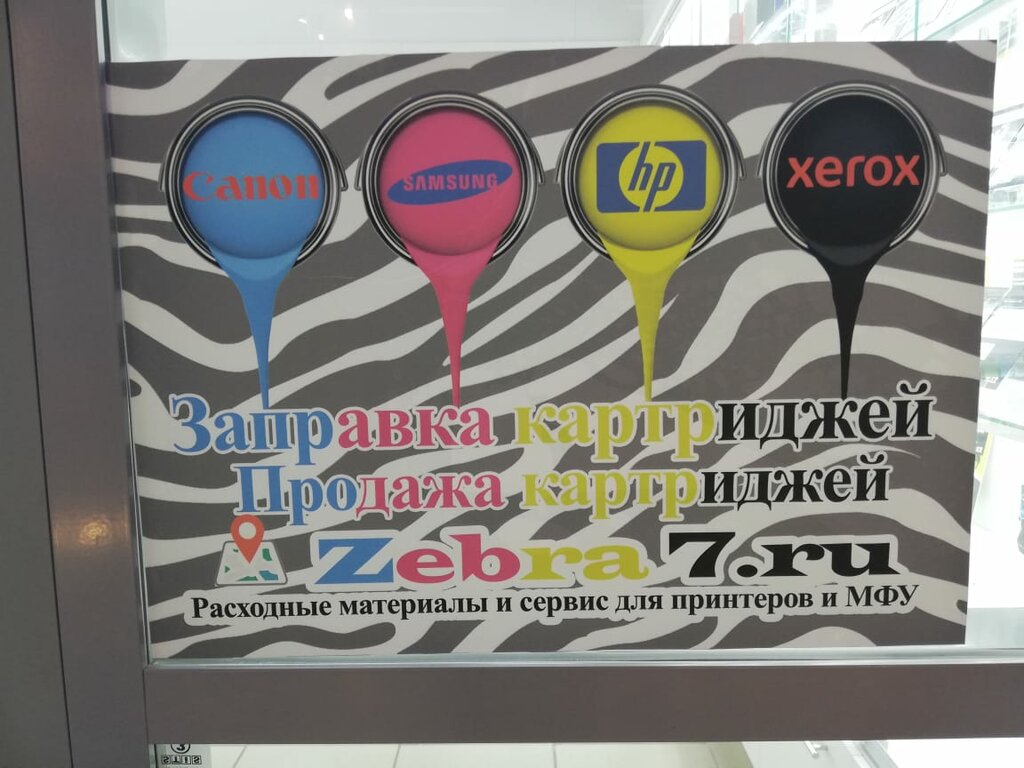 Canon
SAMSUNG
hp
xerox
Заправка картриджей
Продажа картриджей
Zebra 7.ru
Расходные материалы и сервис для принтеров и МФУ